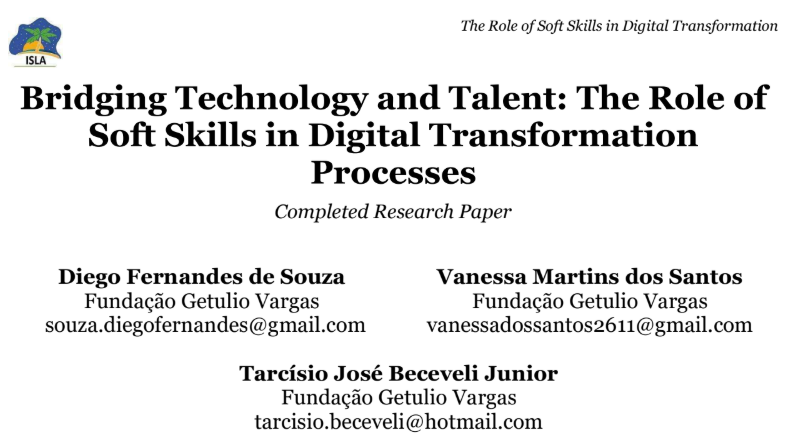 The Role of Soft Skills in Digital Transformation
ISLA
Bridging Technology and Talent: The Role of
Soft Skills in Digital Transformation
Processes
Completed Research Paper
Diego Fernandes de Souza
Fundação Getulio Vargas
souza.diegofernandes@gmail.com
Vanessa Martins dos Santos
Fundação Getulio Vargas
vanessadossantos2611@gmail.com
Tarcísio José Beceveli Junior
Fundação Getulio Vargas
tarcisio.beceveli@hotmail.com